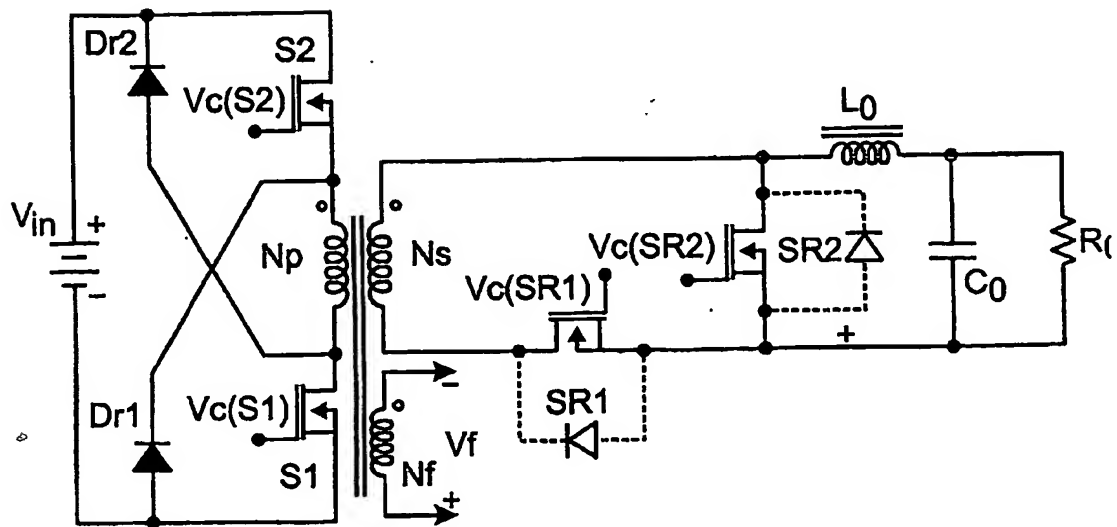 Dr2
S2
Vc(S2)
L0
Vin
+
−
Np
Ns
Vc(SR2)
SR2
Vc(SR1)
C0
+
Dr1
Vc(S1)
−
SR1
Vf
S1
Nf
+